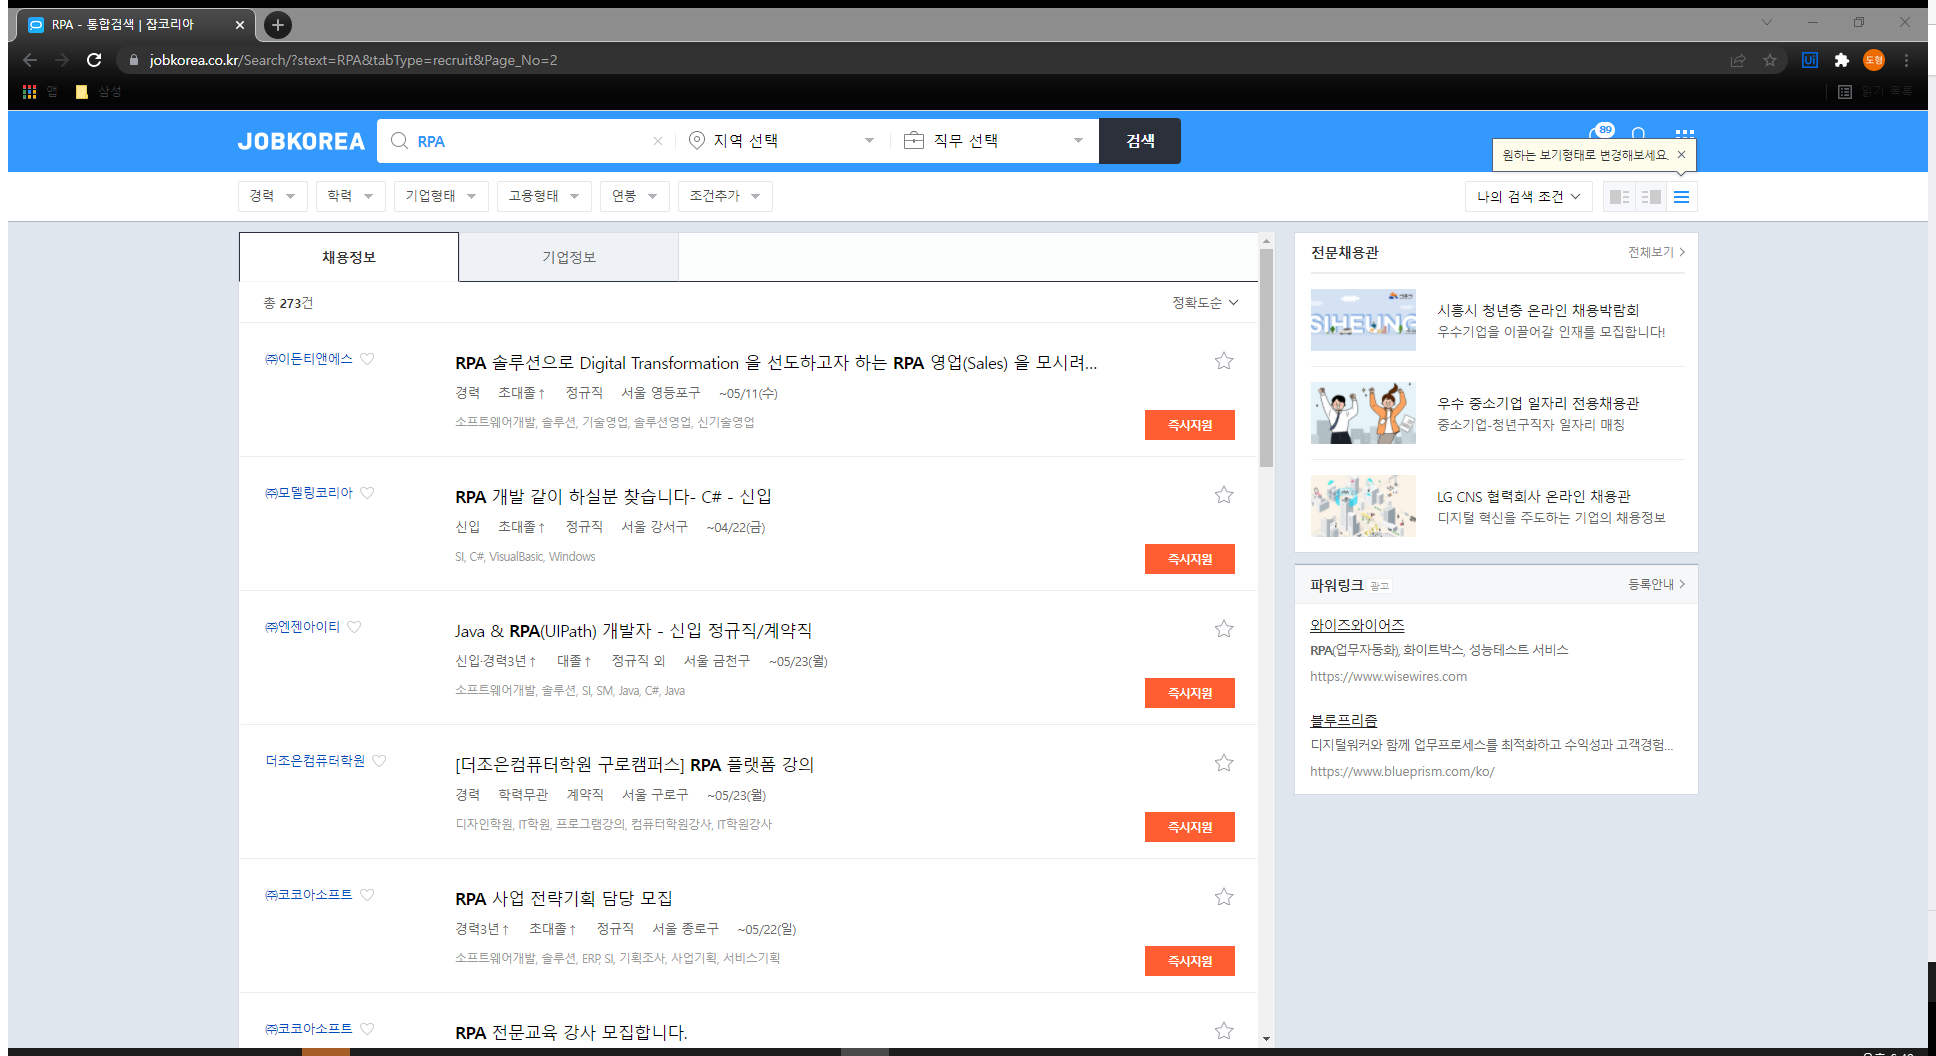 RPA - 통합검색 | 잡코리아
jobkorea.co.kr/Search/?stext=RPA&tabType=recruit&Page_No=2
Ui
도형
앱
삼성
읽기 목록
JOBKOREA
RPA
지역 선택
직무 선택
검색
89
원하는 보기형태로 변경해보세요.
경력
학력
기업형태
고용형태
연봉
조건추가
나의 검색 조건
채용정보
기업정보
총 273건
정확도순
㈜이든티앤에스
RPA 솔루션으로 Digital Transformation 을 선도하고자 하는 RPA 영업(Sales) 을 모시려...
경력 초대졸↑ 정규직 서울 영등포구 ~05/11(수)
소프트웨어개발, 솔루션, 기술영업, 솔루션영업, 신기술영업
즉시지원
㈜모델링코리아
RPA 개발 같이 하실분 찾습니다- C# - 신입
신입 초대졸↑ 정규직 서울 강서구 ~04/22(금)
SI, C#, VisualBasic, Windows
즉시지원
㈜엔젠아이티
Java & RPA(UIPath) 개발자 - 신입 정규직/계약직
신입·경력3년↑ 대졸↑ 정규직 외 서울 금천구 ~05/23(월)
소프트웨어개발, 솔루션, SI, SM, Java, C#, Java
즉시지원
더조은컴퓨터학원
[더조은컴퓨터학원 구로캠퍼스] RPA 플랫폼 강의
경력 학력무관 계약직 서울 구로구 ~05/23(월)
디자인학원, IT학원, 프로그램강의, 컴퓨터학원강사, IT학원강사
즉시지원
㈜코코아소프트
RPA 사업 전략기획 담당 모집
경력3년↑ 초대졸↑ 정규직 서울 종로구 ~05/22(일)
소프트웨어개발, 솔루션, ERP, SI, 기획조사, 사업기획, 서비스기획
즉시지원
㈜코코아소프트
RPA 전문교육 강사 모집합니다.
전문채용관
전체보기
SIHEUNG
시흥시 청년층 온라인 채용박람회
우수기업을 이끌어갈 인재를 모집합니다!
우수 중소기업 일자리 전용채용관
중소기업-청년구직자 일자리 매칭
LG CNS 협력회사 온라인 채용관
디지털 혁신을 주도하는 기업의 채용정보
파워링크 광고
등록안내
와이즈와이어즈
RPA(업무자동화), 화이트박스, 성능테스트 서비스
https://www.wisewires.com
블루프리즘
디지털워커와 함께 업무프로세스를 최적화하고 수익성과 고객경험...
https://www.blueprism.com/ko/